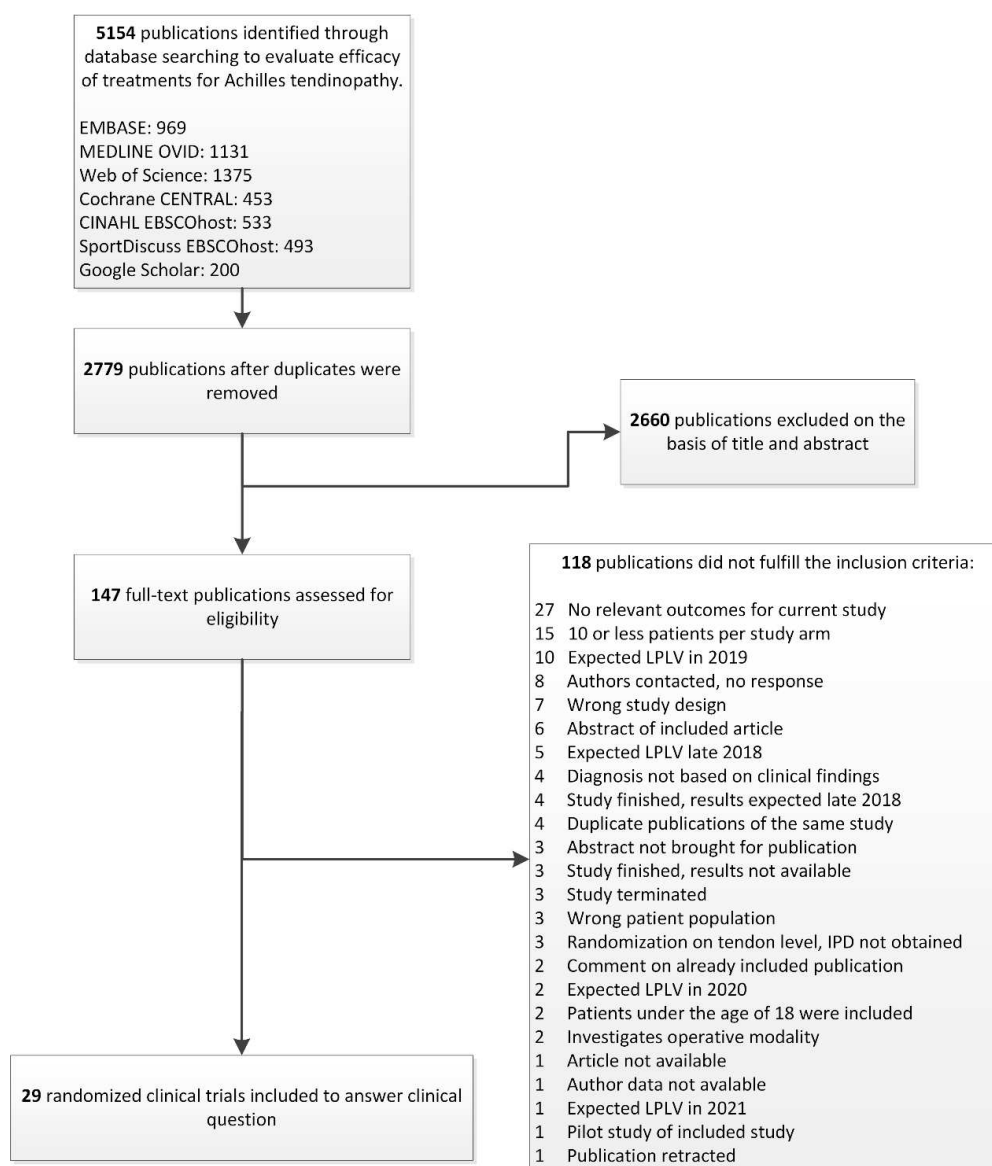 5154 publications identified through
database searching to evaluate efficacy
of treatments for Achilles tendinopathy.
EMBASE: 969
MEDLINE OVID: 1131
Web of Science: 1375
Cochrane CENTRAL: 453
CINAHL EBSCOhost: 533
SportDiscuss EBSCOhost: 493
Google Scholar: 200
2779 publications after duplicates were
removed
2660 publications excluded on the
basis of title and abstract
147 full-text publications assessed for
eligibility
118 publications did not fulfill the inclusion criteria:
27 No relevant outcomes for current study
15 10 or less patients per study arm
10 Expected LPLV in 2019
8 Authors contacted, no response
7 Wrong study design
6 Abstract of included article
5 Expected LPLV late 2018
4 Diagnosis not based on clinical findings
4 Study finished, results expected late 2018
4 Duplicate publications of the same study
3 Abstract not brought for publication
3 Study finished, results not available
3 Study terminated
3 Wrong patient population
3 Randomization on tendon level, IPD not obtained
2 Comment on already included publication
2 Expected LPLV in 2020
2 Patients under the age of 18 were included
2 Investigates operative modality
1 Article not available
1 Author data not avalable
1 Expected LPLV in 2021
1 Pilot study of included study
1 Publication retracted
29 randomized clinical trials included to answer clinical
question